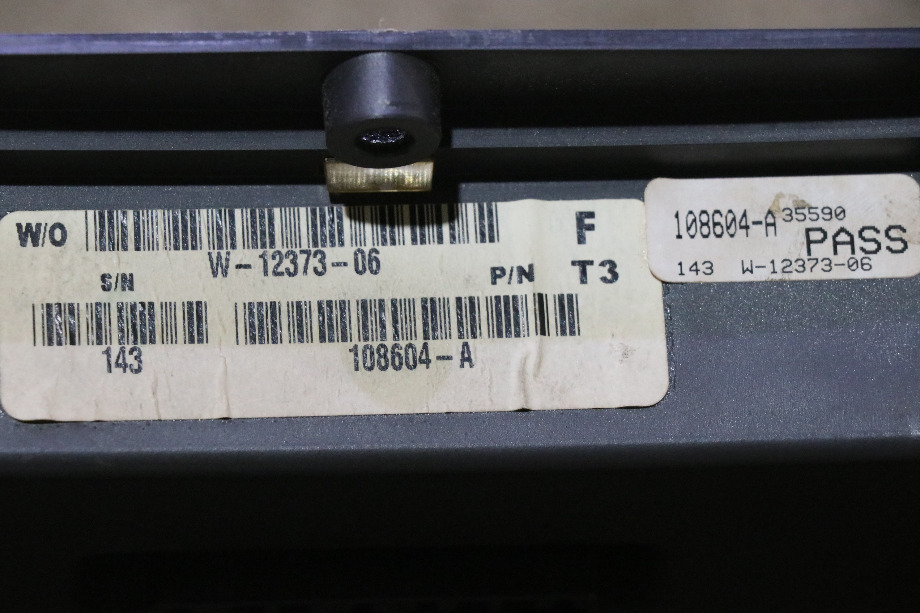 W/O F
W-12373-06
S/N P/N T3
143 108604-A
108604-A 35590
PASS
143 W-12373-06